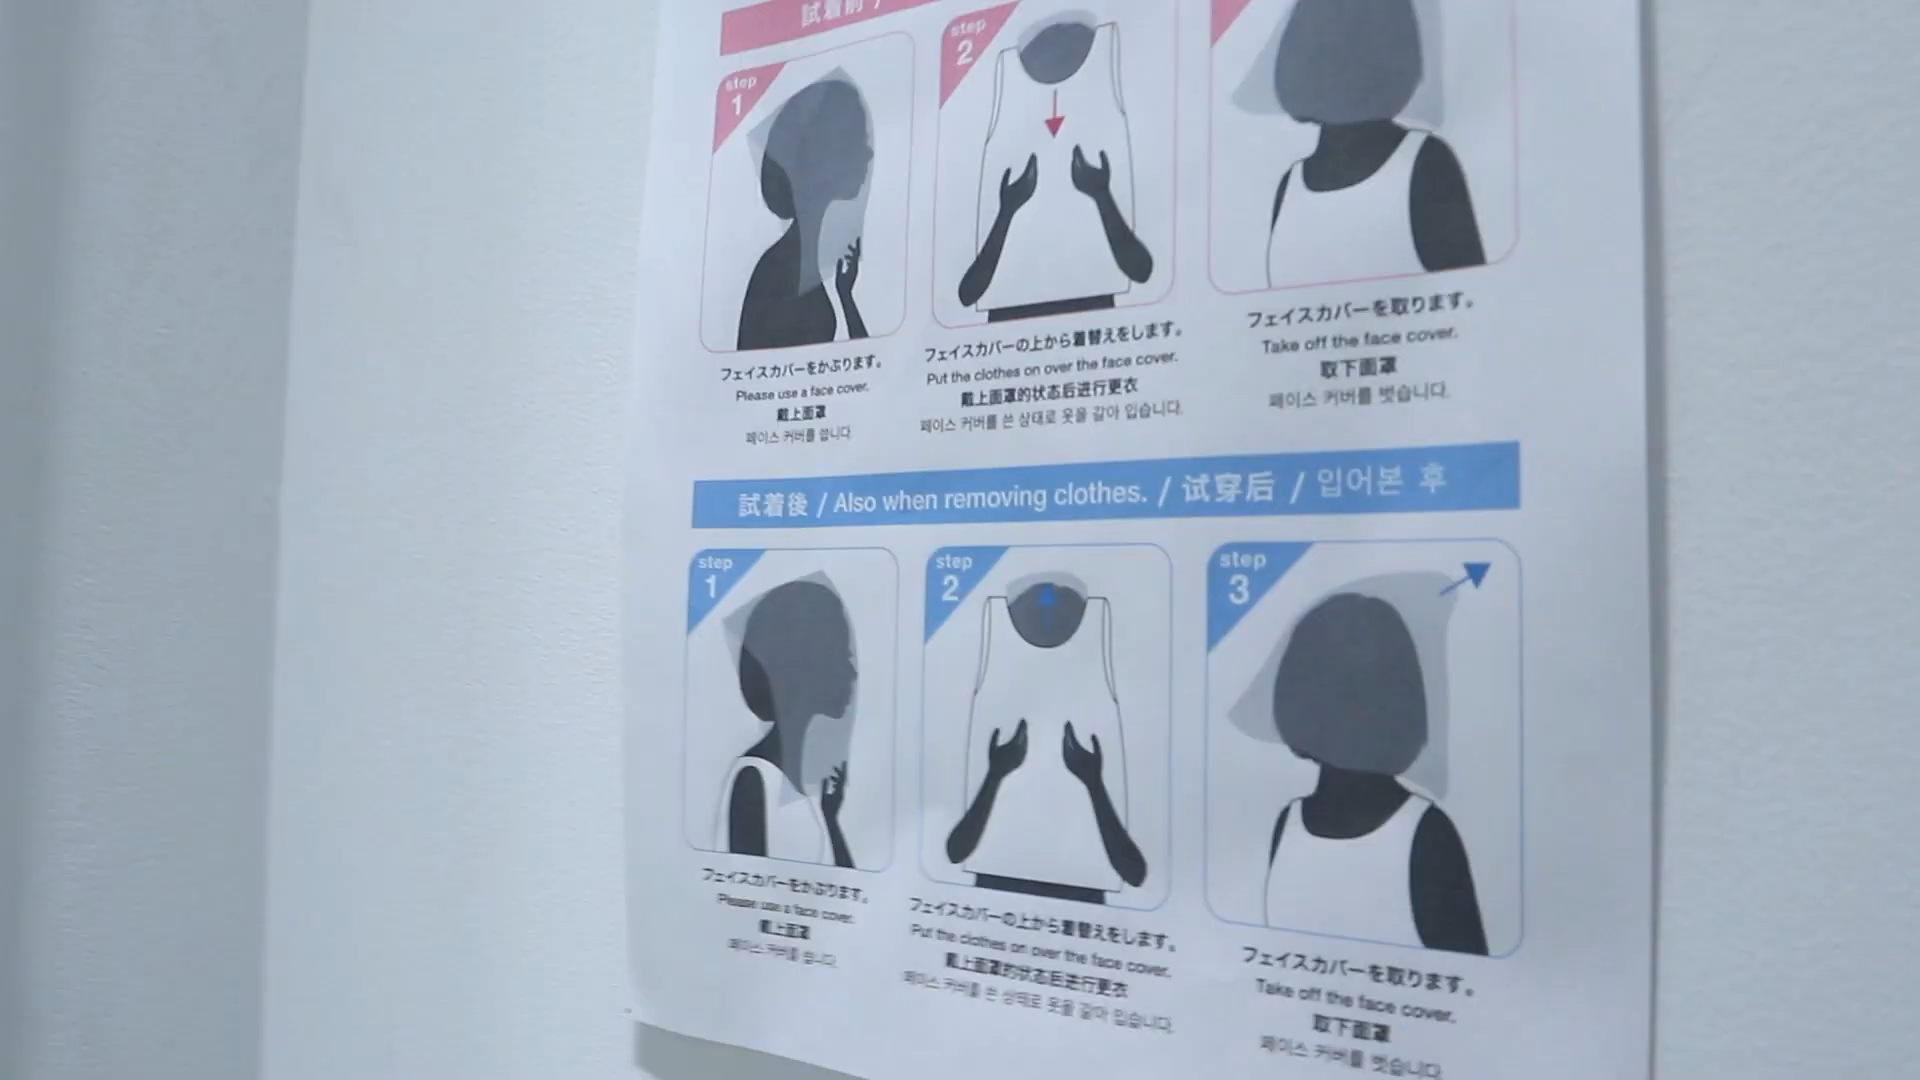 試着前 /
step
1
step
2
フェイスカバーをかぶります。
Please use a face cover.
戴上面罩
페이스 커버를 씁니다.
フェイスカバーの上から着替えをします。
Put the clothes on over the face cover.
戴上面罩的状态后进行更衣
페이스 커버를 쓴 상태로 옷을 갈아 입습니다.
フェイスカバーを取ります。
Take off the face cover.
取下面罩
페이스 커버를 벗습니다.
試着後 / Also when removing clothes. / 试穿后 / 입어본 후
step
1
step
2
step
3
フェイスカバーをかぶります。
Please use a face cover.
戴上面罩
페이스 커버를 씁니다.
フェイスカバーの上から着替えをします。
Put the clothes on over the face cover.
戴上面罩的状态后进行更衣
페이스 커버를 쓴 상태로 옷을 갈아 입습니다.
フェイスカバーを取ります。
Take off the face cover.
取下面罩
페이스 커버를 벗습니다.